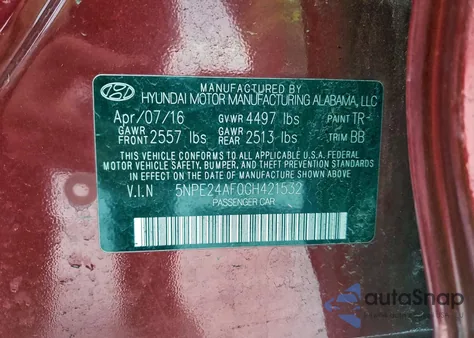 MANUFACTURED BY
HYUNDAI MOTOR MANUFACTURING ALABAMA, LLC
Apr/07/16 GVWR 4497 lbs PAINT TR
GAWR FRONT 2557 lbs GAWR REAR 2513 lbs TRIM BB
THIS VEHICLE CONFORMS TO ALL APPLICABLE U.S.A. FEDERAL
MOTOR VEHICLE SAFETY, BUMPER, AND THEFT PREVENTION STANDARDS
IN EFFECT ON THE DATE OF MANUFACTURE SHOWN ABOVE.
V.I.N 5NPE24AF0GH421532
PASSENGER CAR
autoSnap